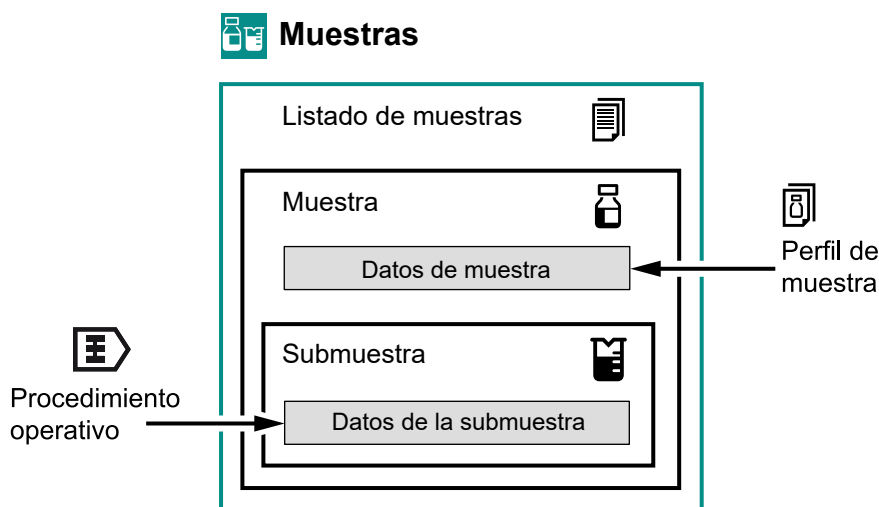 Muestras
Listado de muestras
Muestra
Datos de muestra
Perfil de
muestra
Submuestra
Datos de la submuestra
Procedimiento
operativo